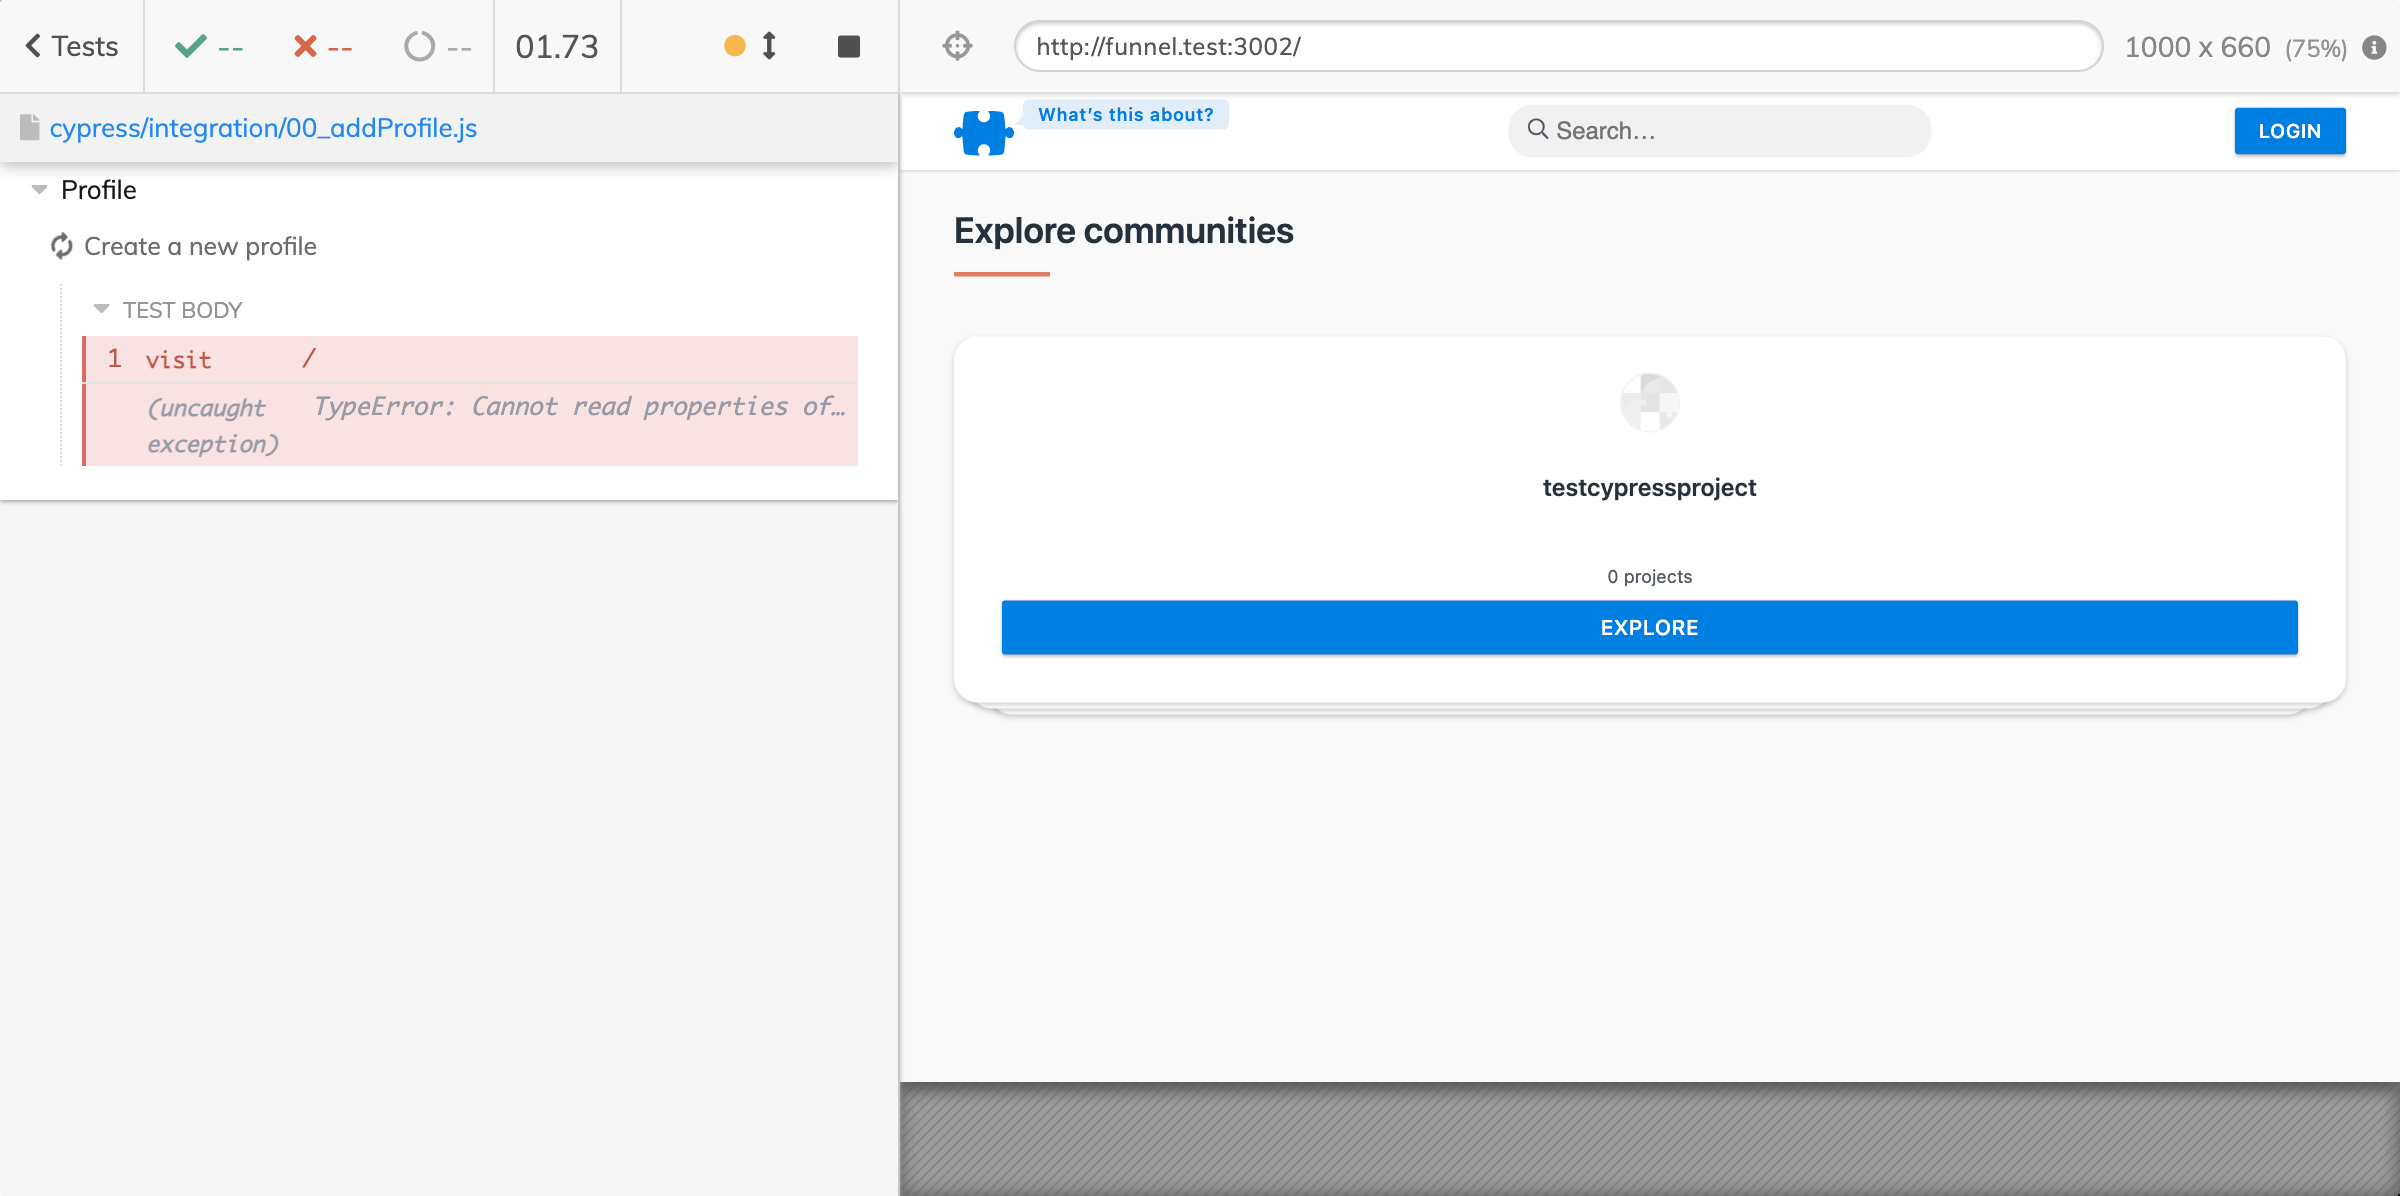 Tests
--
--
--
01.73
http://funnel.test:3002/
1000 x 660 (75%)
cypress/integration/00_addProfile.js
Profile
Create a new profile
TEST BODY
1 visit /
(uncaught exception) TypeError: Cannot read properties of…
What's this about?
Search…
LOGIN
Explore communities
testcypressproject
0 projects
EXPLORE